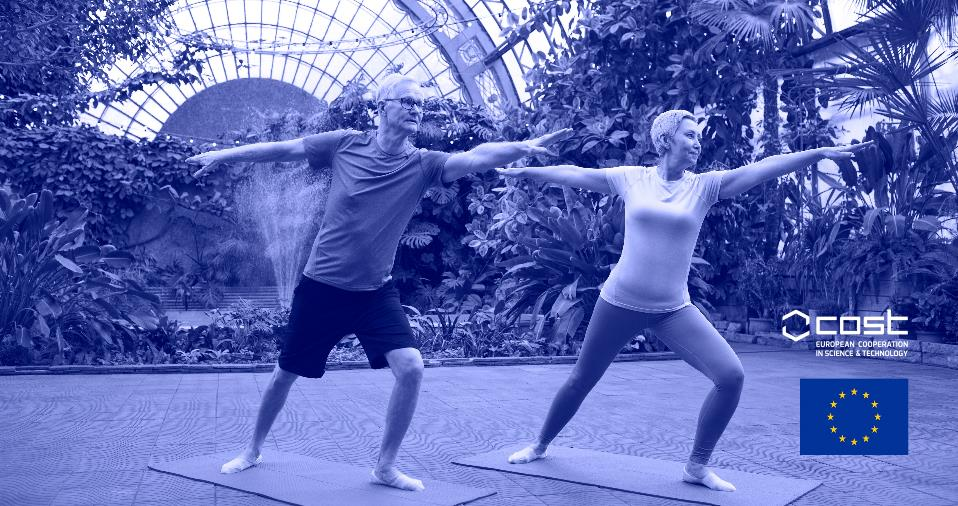 cost
EUROPEAN COOPERATION
IN SCIENCE & TECHNOLOGY